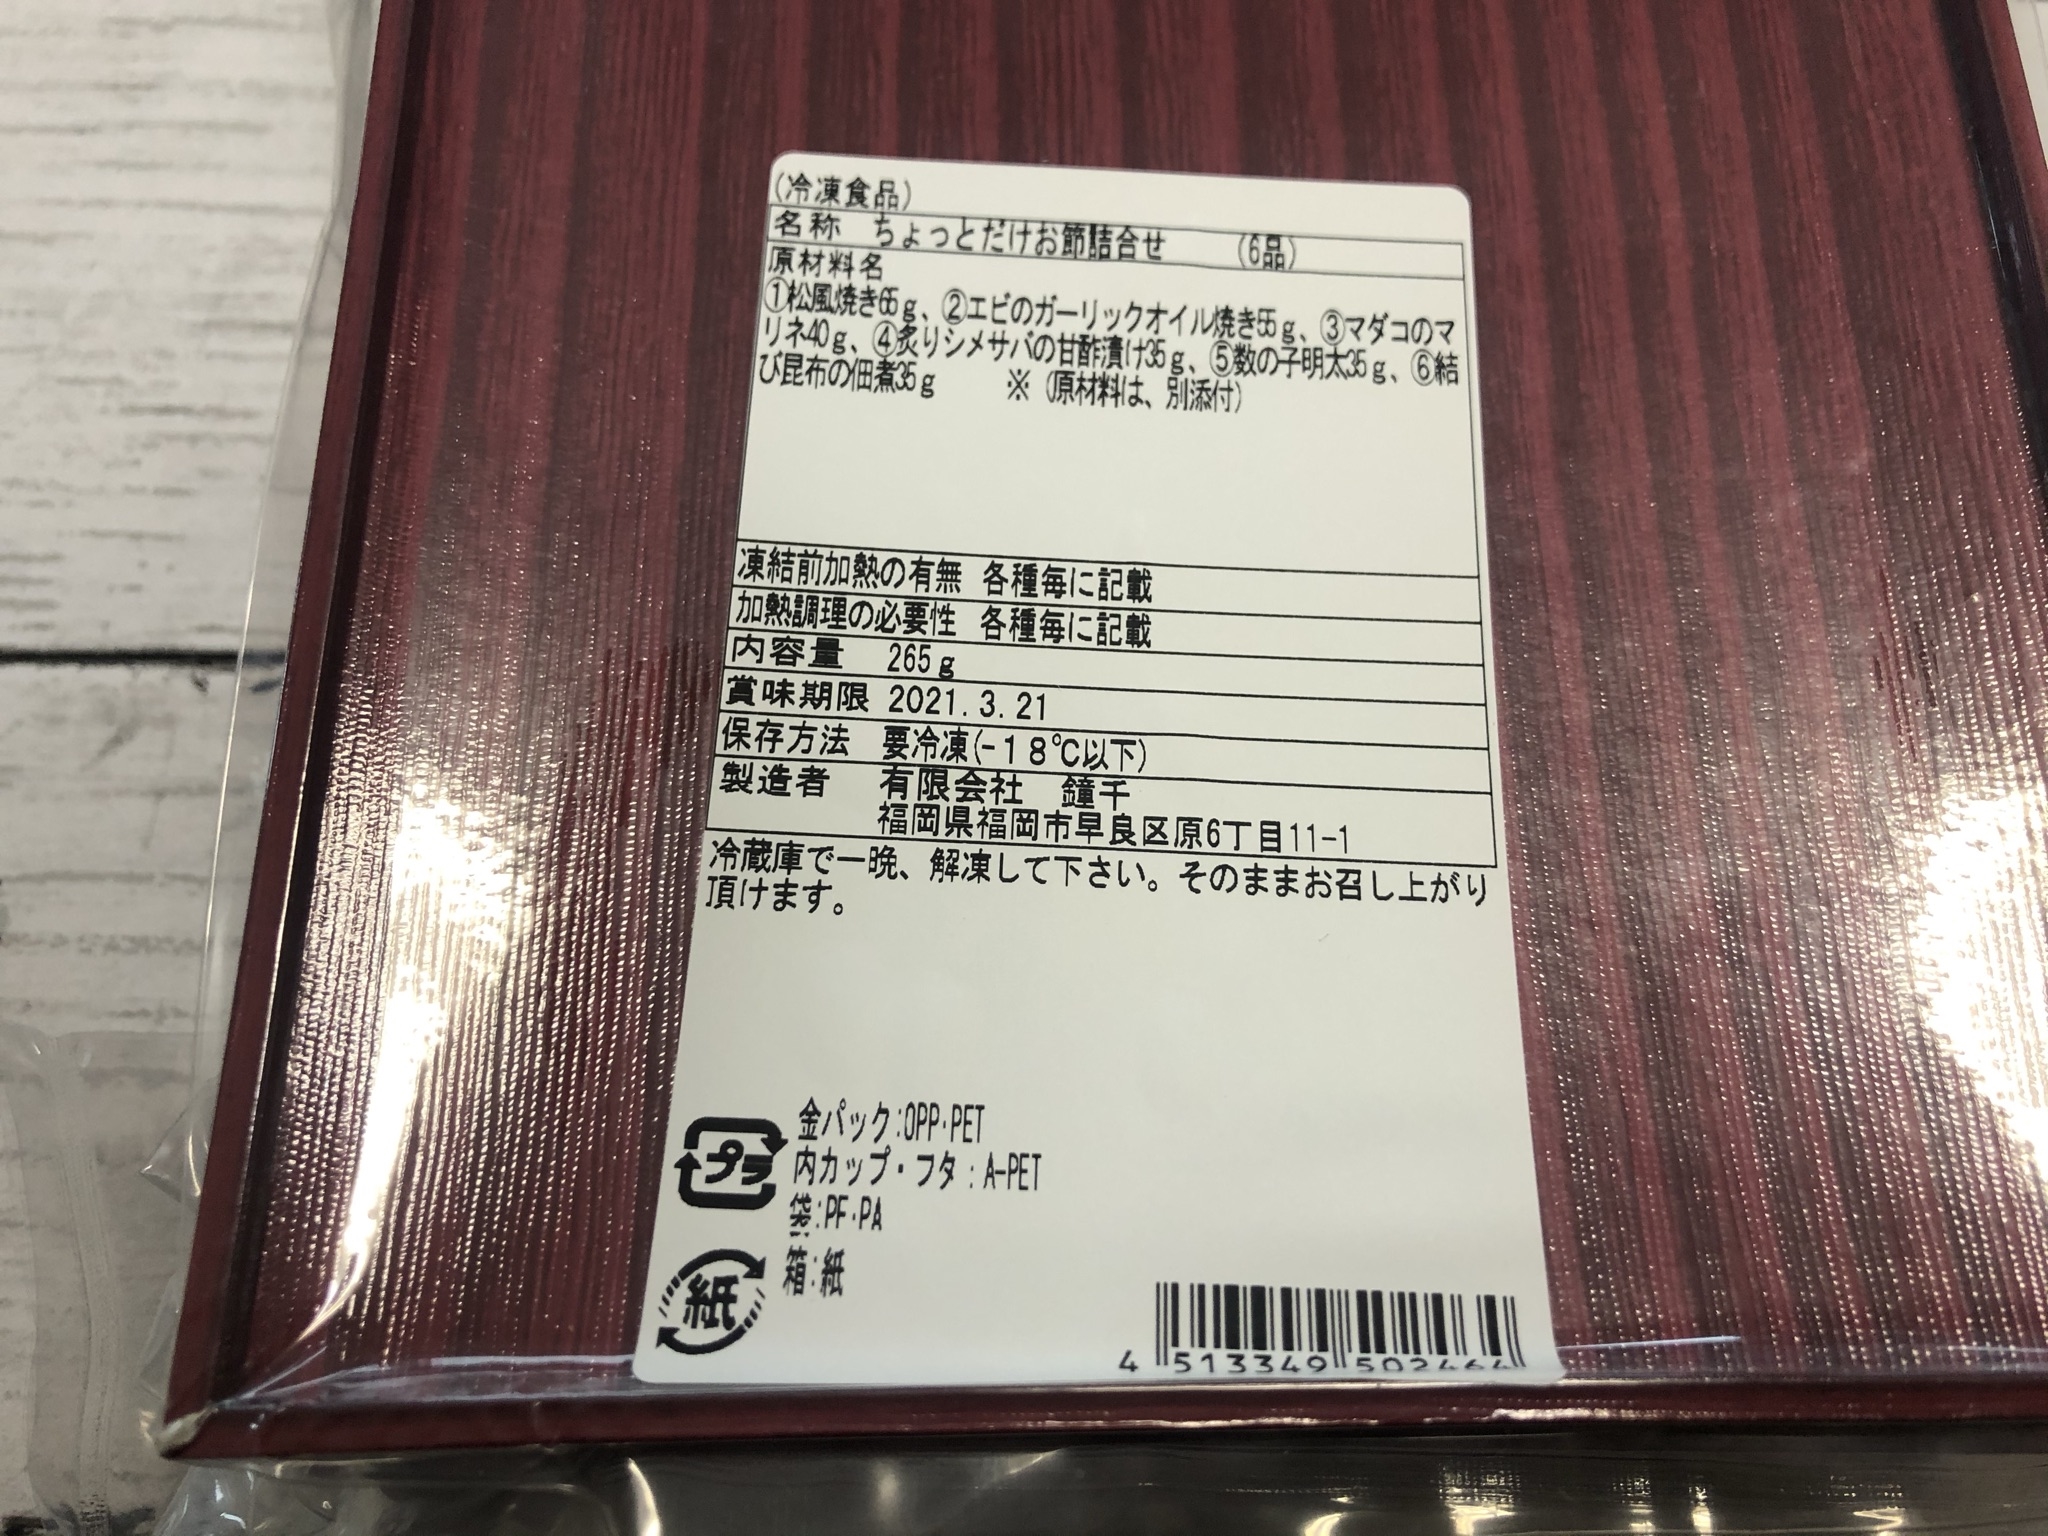 (冷凍食品)
名称 ちょっとだけお節詰合せ (6品)
原材料名
①松風焼き65g、②エビのガーリックオイル焼き55g、③マダコのマ
リネ40g、④炙りシメサバの甘酢漬け35g、⑤数の子明太35g、⑥結
び昆布の佃煮35g ※(原材料は、別添付)
凍結前加熱の有無 各種毎に記載
加熱調理の必要性 各種毎に記載
内容量 265g
賞味期限 2021.3.21
保存方法 要冷凍(-18℃以下)
製造者 有限会社 鐘千
福岡県福岡市早良区原6丁目11-1
冷蔵庫で一晩、解凍して下さい。そのままお召し上がり
頂けます。
プラ
金パック:OPP・PET
内カップ・フタ:A-PET
袋:PF・PA
紙
箱:紙
4 513349 502464